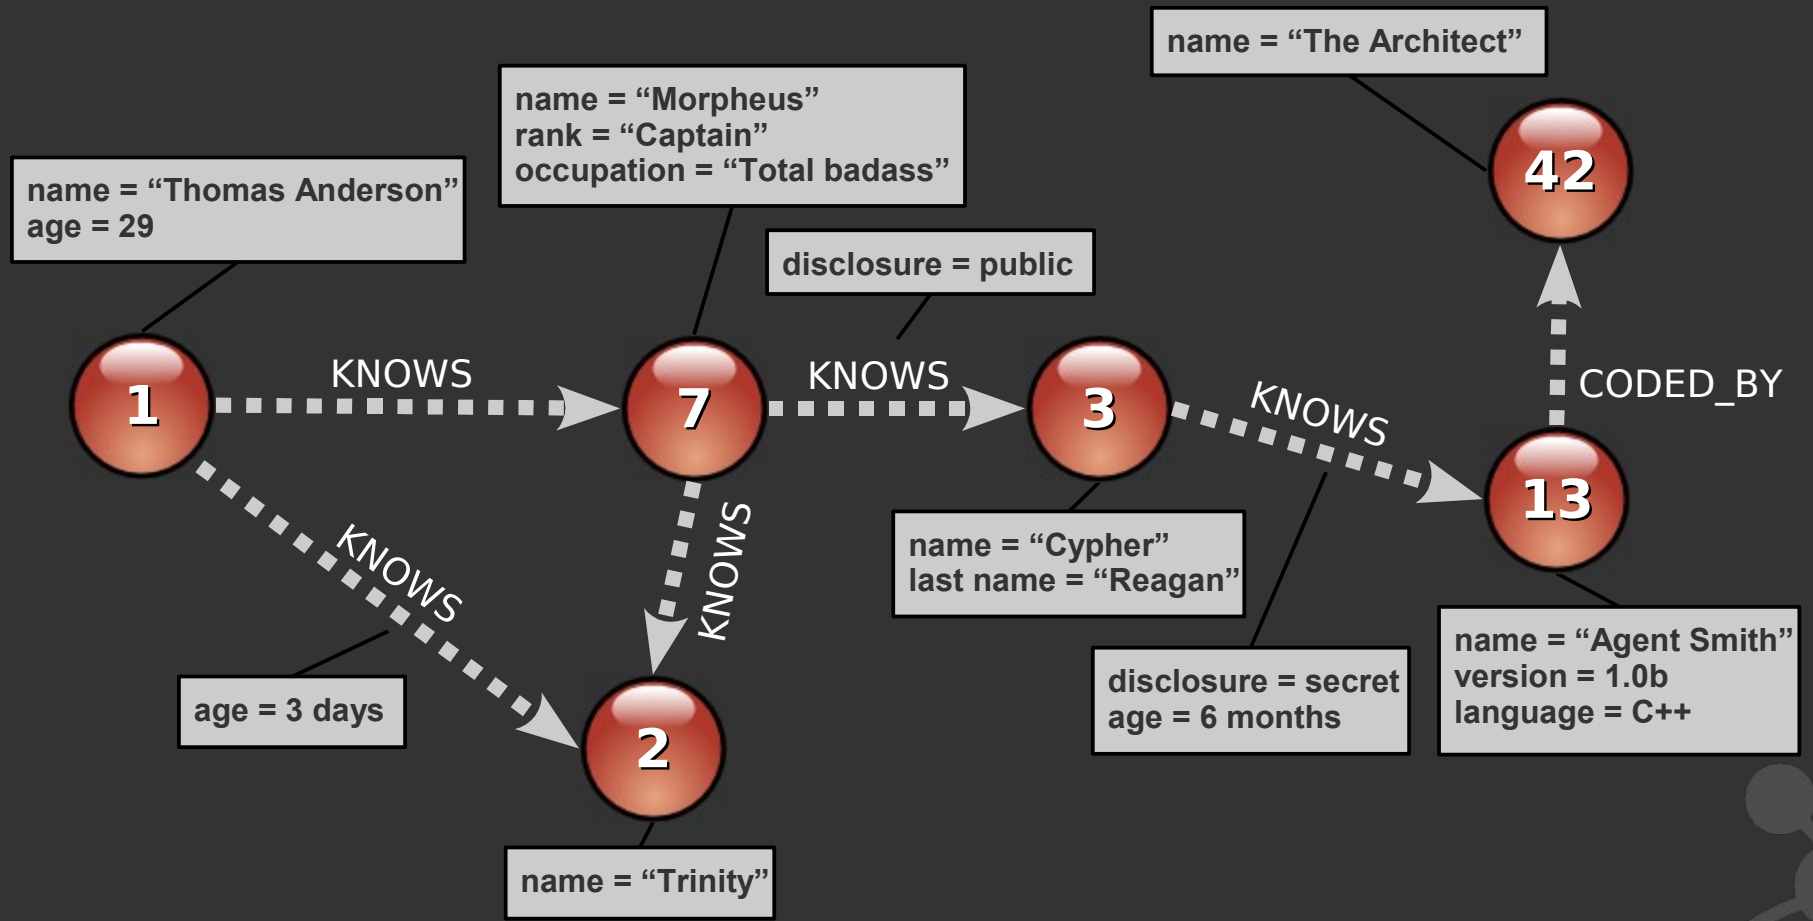 name = “The Architect”
name = “Morpheus”
rank = “Captain”
occupation = “Total badass”
42
name = “Thomas Anderson”
age = 29
disclosure = public
1
KNOWS
7
KNOWS
3
KNOWS
CODED_BY
13
KNOWS
KNOWS
name = “Cypher”
last name = “Reagan”
age = 3 days
2
disclosure = secret
age = 6 months
name = “Agent Smith”
version = 1.0b
language = C++
name = “Trinity”